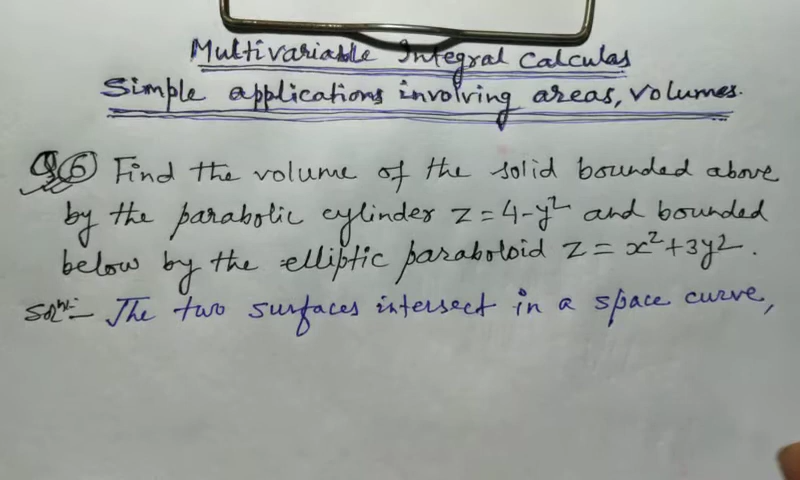 Multivariable Integral Calculas
Simple applications involving areas, volumes.
Q6 Find the volume of the solid bounded above
by the parabolic cylinder z=4-y² and bounded
below by the elliptic paraboloid z=x²+3y².
Solⁿ:- The two surfaces intersect in a space curve,